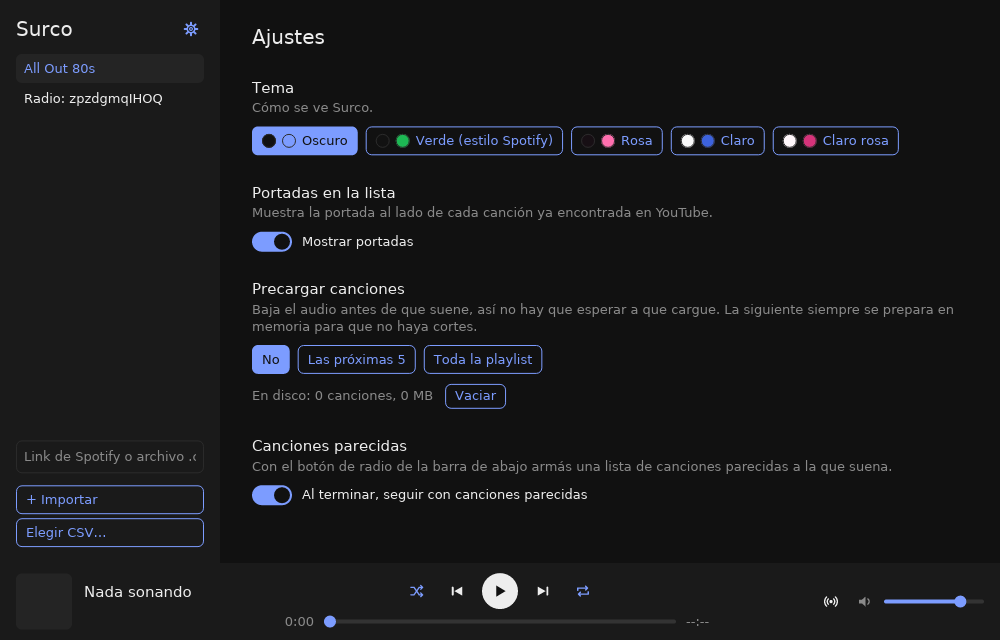 Surco
All Out 80s
Radio: zpzdgmqIHOQ
Link de Spotify o archivo .c
+ Importar
Elegir CSV...
Ajustes
Tema
Cómo se ve Surco.
Oscuro
Verde (estilo Spotify)
Rosa
Claro
Claro rosa
Portadas en la lista
Muestra la portada al lado de cada canción ya encontrada en YouTube.
Mostrar portadas
Precargar canciones
Baja el audio antes de que suene, así no hay que esperar a que cargue. La siguiente siempre se prepara en
memoria para que no haya cortes.
No
Las próximas 5
Toda la playlist
En disco: 0 canciones, 0 MB
Vaciar
Canciones parecidas
Con el botón de radio de la barra de abajo armás una lista de canciones parecidas a la que suena.
Al terminar, seguir con canciones parecidas
Nada sonando
0:00
--:--